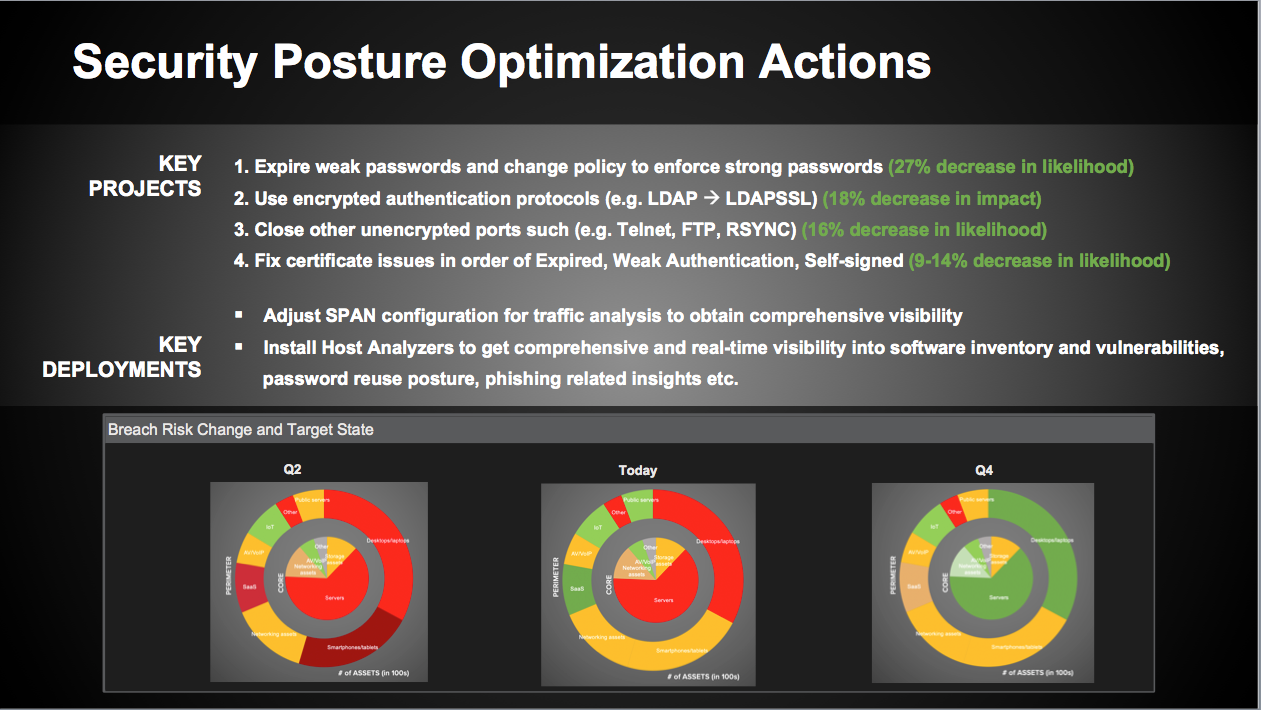 Security Posture Optimization Actions
KEY
PROJECTS
1. Expire weak passwords and change policy to enforce strong passwords (27% decrease in likelihood)
2. Use encrypted authentication protocols (e.g. LDAP → LDAPSSL) (18% decrease in impact)
3. Close other unencrypted ports such (e.g. Telnet, FTP, RSYNC) (16% decrease in likelihood)
4. Fix certificate issues in order of Expired, Weak Authentication, Self-signed (9-14% decrease in likelihood)
KEY
DEPLOYMENTS
▪ Adjust SPAN configuration for traffic analysis to obtain comprehensive visibility
▪ Install Host Analyzers to get comprehensive and real-time visibility into software inventory and vulnerabilities,
password reuse posture, phishing related insights etc.
Breach Risk Change and Target State
Q2
Public servers
Other
IoT
AV/VoIP
SaaS
Networking assets
Smartphones/tablets
Desktops/laptops
PERIMETER
CORE
Other
AV/VoIP
Networking
assets
Storage
assets
Servers
# of ASSETS (in 100s)
Today
Public servers
Other
IoT
AV/VoIP
SaaS
Networking assets
Smartphones/tablets
Desktops/laptops
PERIMETER
CORE
Other
AV/VoIP
Networking
assets
Storage
assets
Servers
# of ASSETS (in 100s)
Q4
Public servers
Other
IoT
AV/VoIP
SaaS
Networking assets
Smartphones/tablets
Desktops/laptops
PERIMETER
CORE
Other
AV/VoIP
Networking
assets
Storage
assets
Servers
# of ASSETS (in 100s)